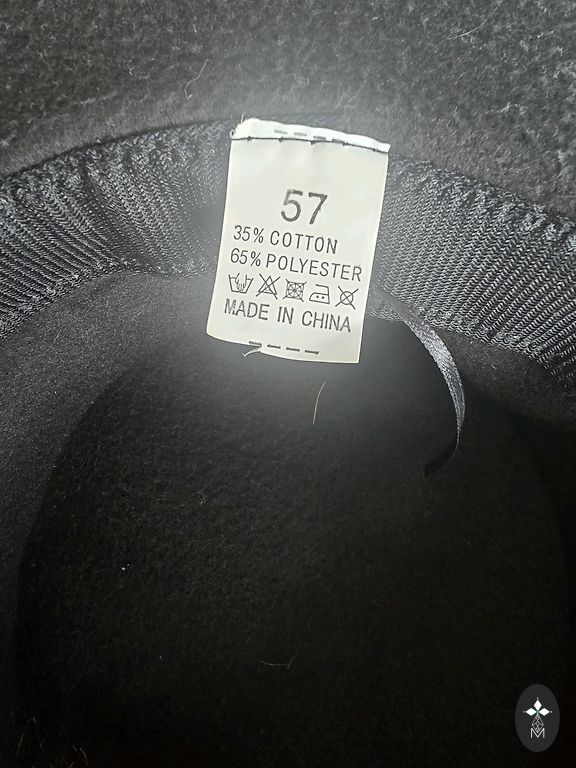 57
35% COTTON
65% POLYESTER
MADE IN CHINA